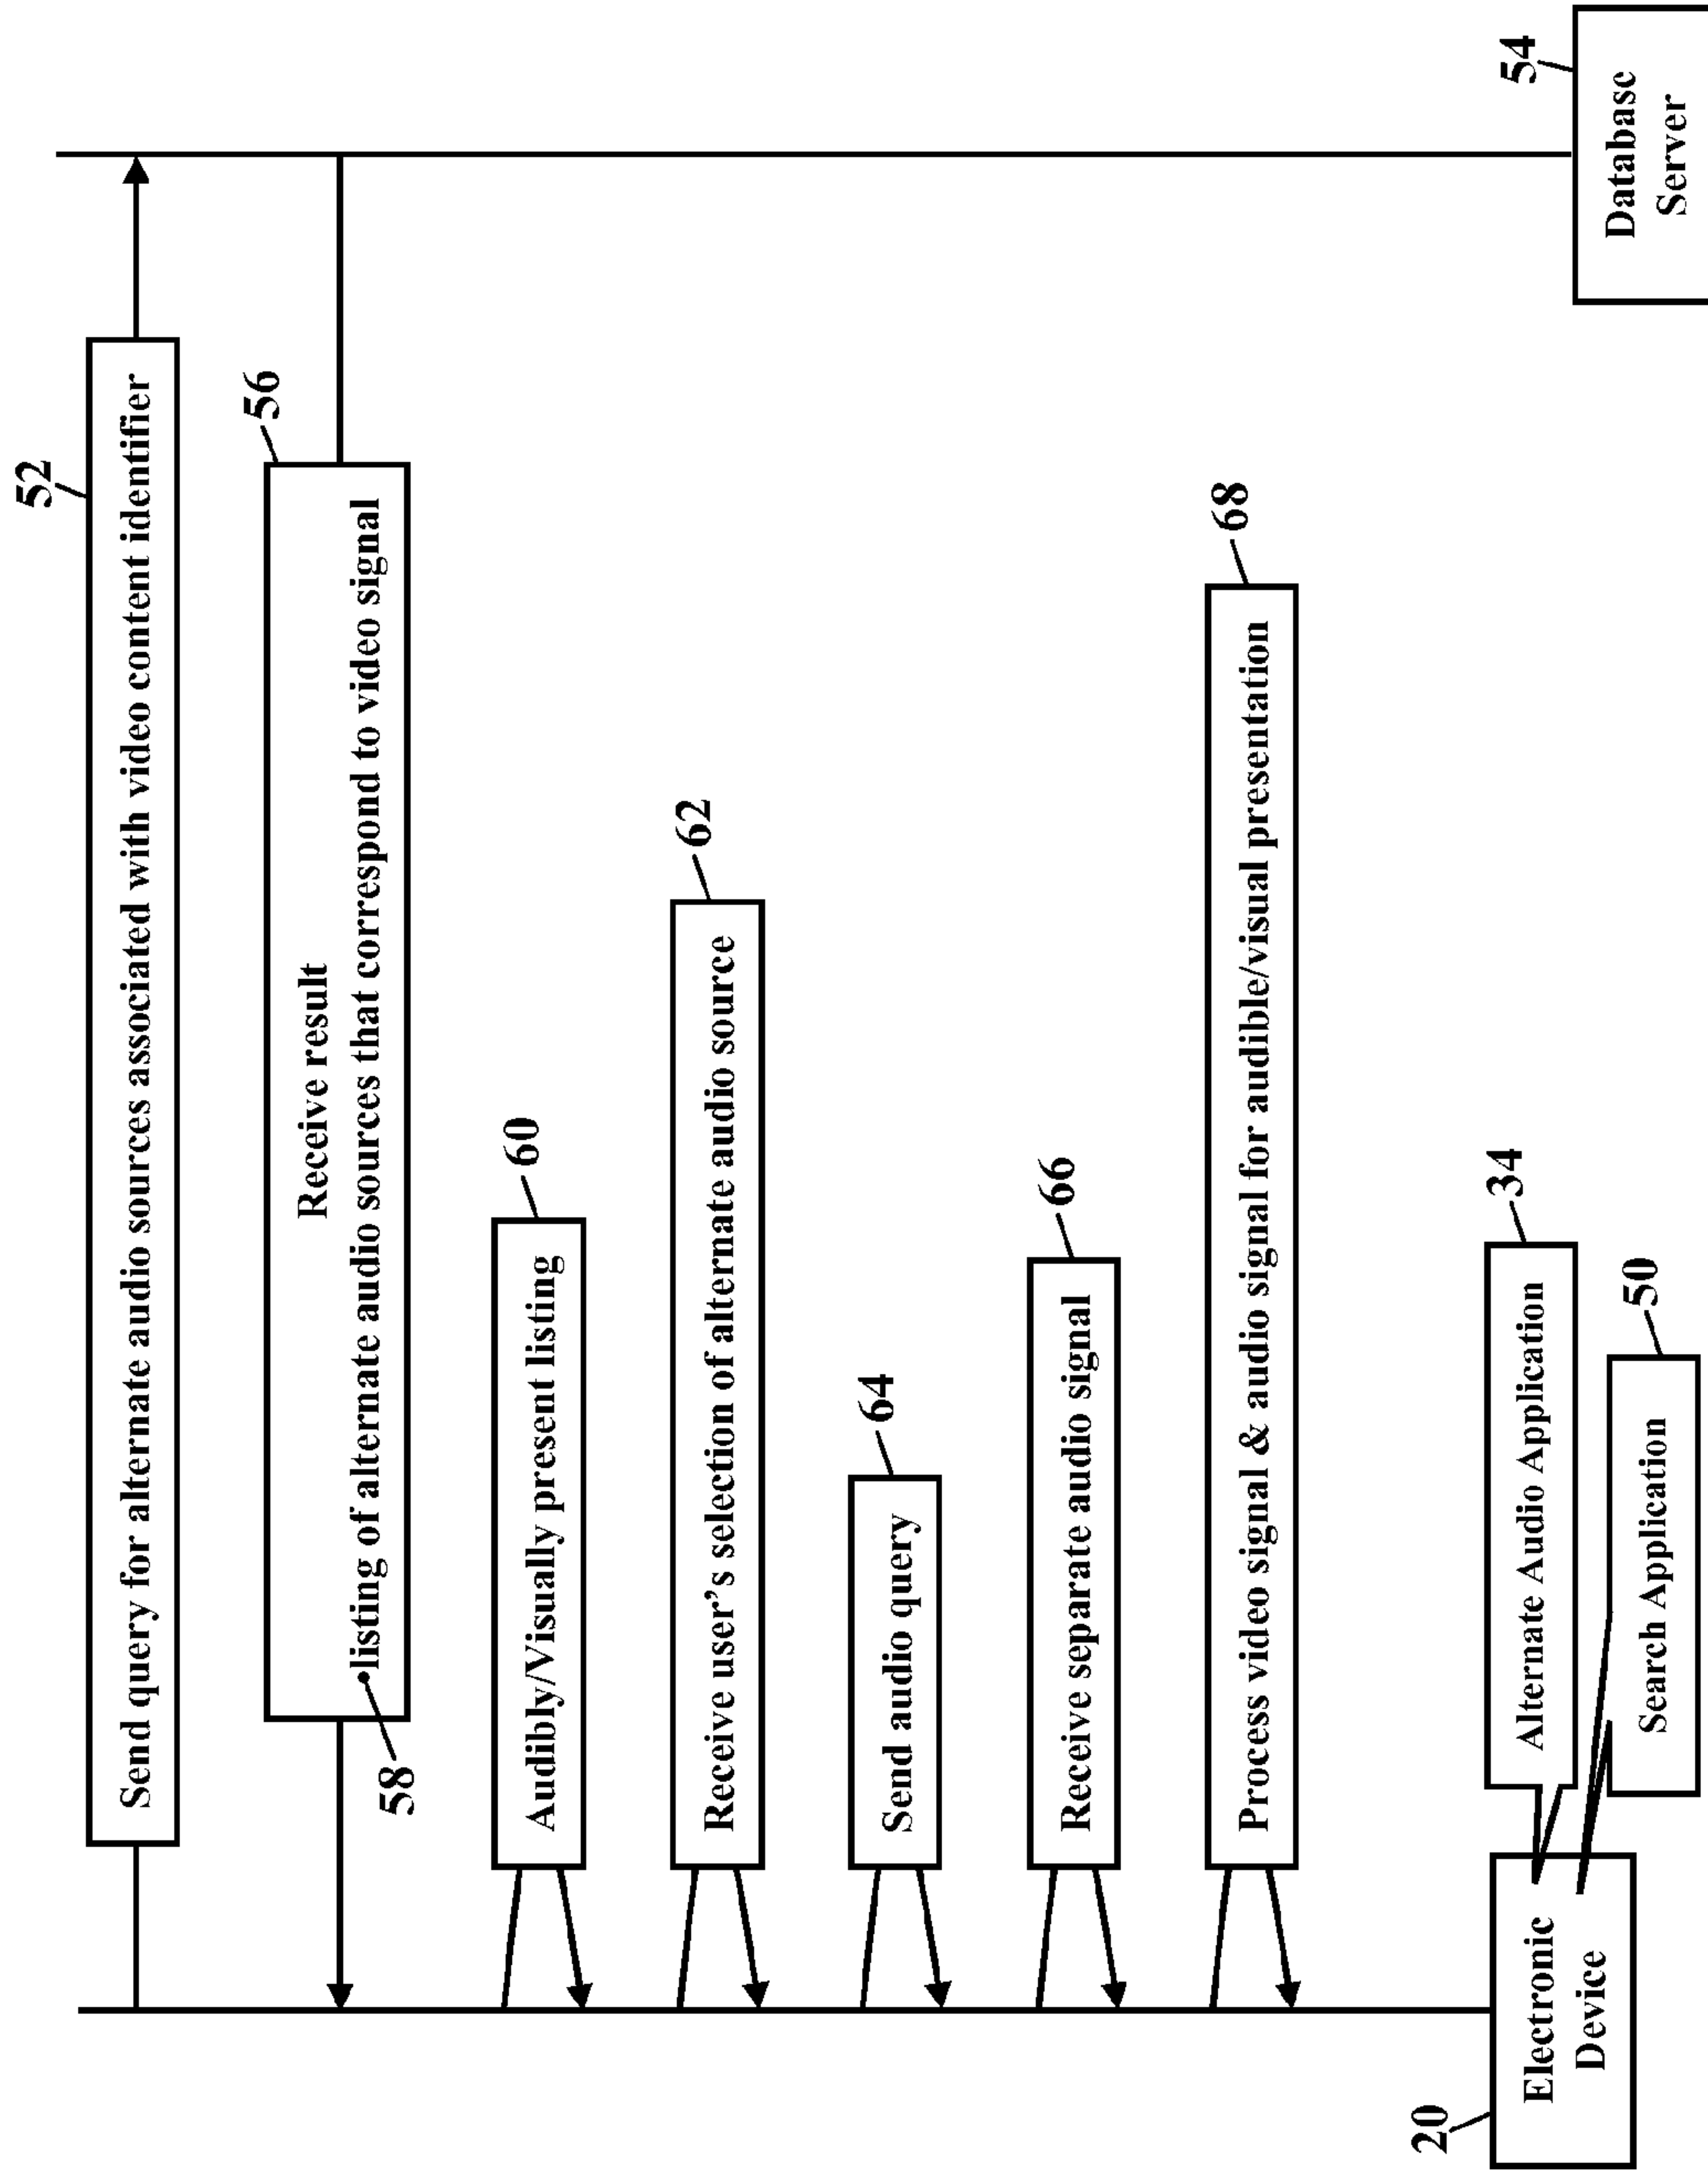 52
Send query for alternate audio sources associated with video content identifier
56
Receive result
•listing of alternate audio sources that correspond to video signal
58
60
Audibly/Visually present listing
62
Receive user’s selection of alternate audio source
64
Send audio query
66
Receive separate audio signal
68
Process video signal & audio signal for audible/visual presentation
20
Electronic
Device
34
Alternate Audio Application
50
Search Application
54
Database
Server